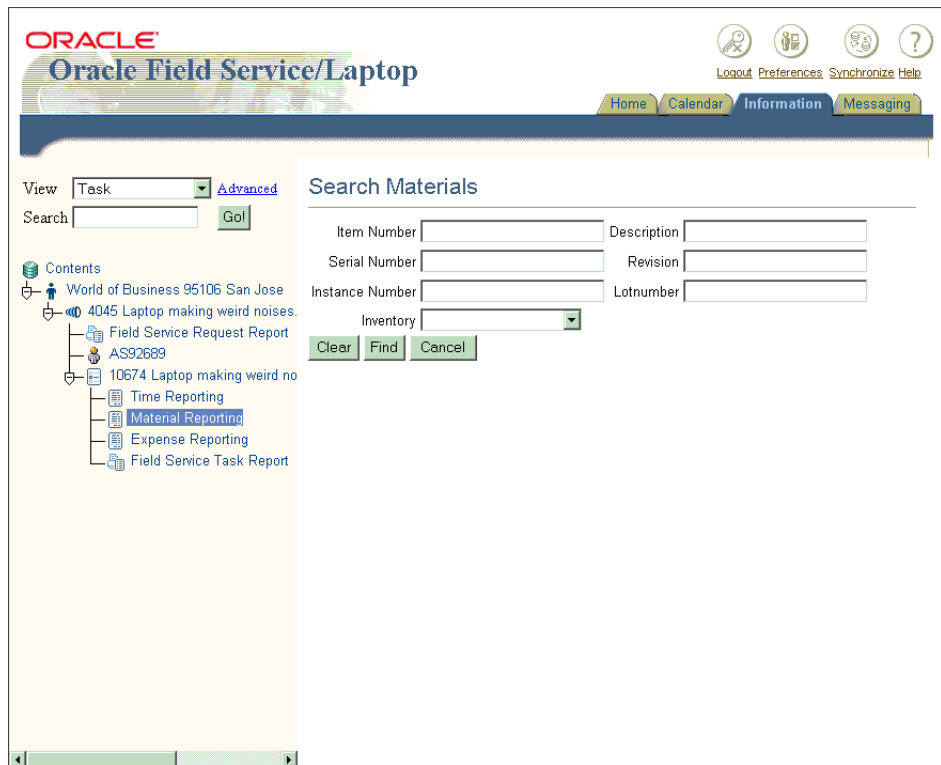 ORACLE
Oracle Field Service/Laptop
Logout Preferences Synchronize Help
Home Calendar Information Messaging
View Task Advanced
Search Go!
Contents
World of Business 95106 San Jose
4045 Laptop making weird noises.
Field Service Request Report
AS92689
10674 Laptop making weird no
Time Reporting
Material Reporting
Expense Reporting
Field Service Task Report
Search Materials
Item Number Description
Serial Number Revision
Instance Number Lotnumber
Inventory
Clear Find Cancel